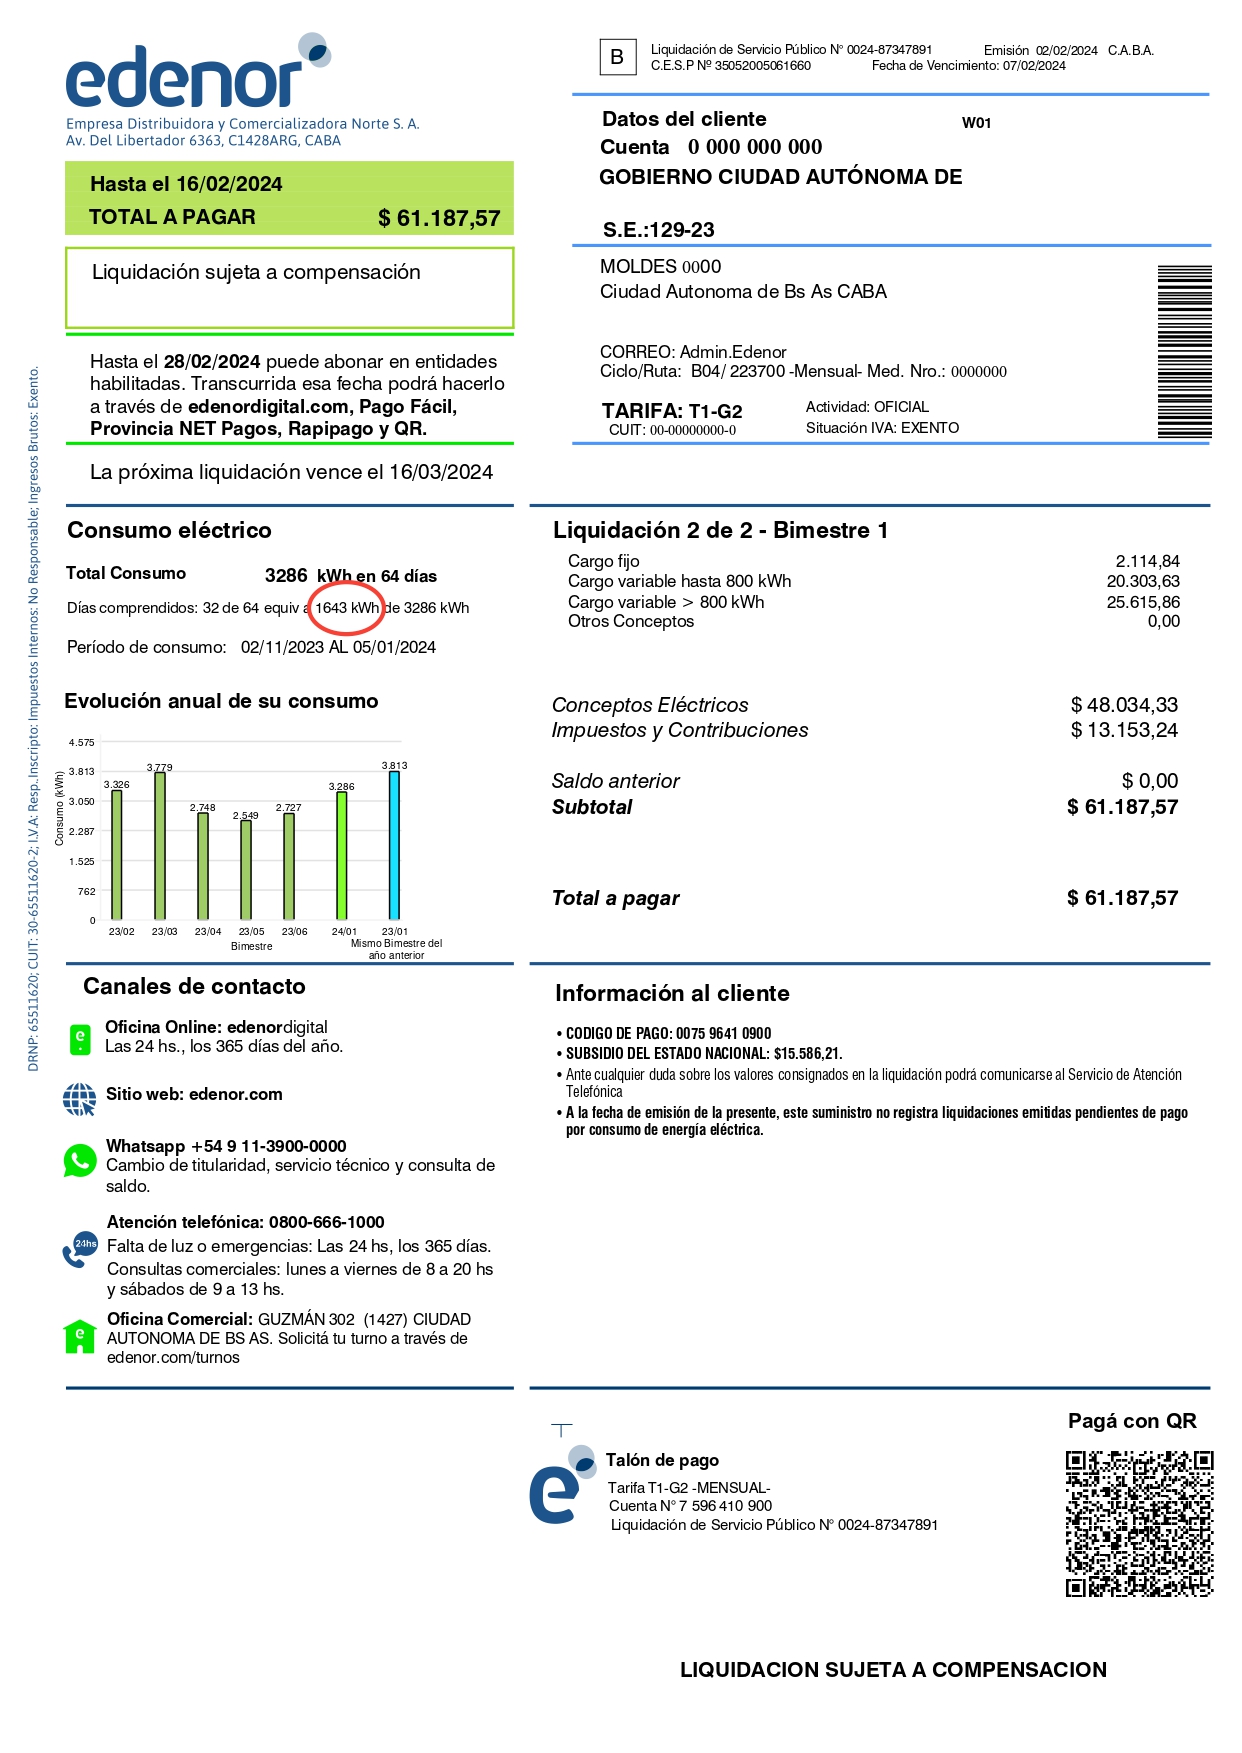 edenor
Empresa Distribuidora y Comercializadora Norte S. A.
Av. Del Libertador 6363, C1428ARG, CABA
B
Liquidación de Servicio Público N° 0024-87347891 Emisión 02/02/2024 C.A.B.A.
C.E.S.P Nº 35052005061660 Fecha de Vencimiento: 07/02/2024
Hasta el 16/02/2024
TOTAL A PAGAR $ 61.187,57
Liquidación sujeta a compensación
Hasta el 28/02/2024 puede abonar en entidades
habilitadas. Transcurrida esa fecha podrá hacerlo
a través de edenordigital.com, Pago Fácil,
Provincia NET Pagos, Rapipago y QR.
La próxima liquidación vence el 16/03/2024
Datos del cliente W01
Cuenta 0 000 000 000
GOBIERNO CIUDAD AUTÓNOMA DE
S.E.:129-23
MOLDES 0000
Ciudad Autonoma de Bs As CABA
CORREO: Admin.Edenor
Ciclo/Ruta: B04/ 223700 -Mensual- Med. Nro.: 0000000
TARIFA: T1-G2 Actividad: OFICIAL
CUIT: 00-00000000-0 Situación IVA: EXENTO
DRNP: 65511620; CUIT: 30-65511620-2; I.V.A: Resp..Inscripto: Impuestos Internos: No Responsable; Ingresos Brutos: Exento.
Consumo eléctrico
Total Consumo 3286 kWh en 64 días
Días comprendidos: 32 de 64 equiv a 1643 kWh de 3286 kWh
Período de consumo: 02/11/2023 AL 05/01/2024
Evolución anual de su consumo
Consumo (kWh)
4.575
3.813
3.050
2.287
1.525
762
0
3.326
3.779
2.748
2.549
2.727
3.286
3.813
23/02 23/03 23/04 23/05 23/06 24/01 23/01
Bimestre
Mismo Bimestre del
año anterior
Liquidación 2 de 2 - Bimestre 1
Cargo fijo 2.114,84
Cargo variable hasta 800 kWh 20.303,63
Cargo variable > 800 kWh 25.615,86
Otros Conceptos 0,00
Conceptos Eléctricos $ 48.034,33
Impuestos y Contribuciones $ 13.153,24
Saldo anterior $ 0,00
Subtotal $ 61.187,57
Total a pagar $ 61.187,57
Canales de contacto
e
Oficina Online: edenordigital
Las 24 hs., los 365 días del año.
Sitio web: edenor.com
Whatsapp +54 9 11-3900-0000
Cambio de titularidad, servicio técnico y consulta de
saldo.
24hs
Atención telefónica: 0800-666-1000
Falta de luz o emergencias: Las 24 hs, los 365 días.
Consultas comerciales: lunes a viernes de 8 a 20 hs
y sábados de 9 a 13 hs.
e
Oficina Comercial: GUZMÁN 302 (1427) CIUDAD
AUTONOMA DE BS AS. Solicitá tu turno a través de
edenor.com/turnos
Información al cliente
• CODIGO DE PAGO: 0075 9641 0900
• SUBSIDIO DEL ESTADO NACIONAL: $15.586,21.
• Ante cualquier duda sobre los valores consignados en la liquidación podrá comunicarse al Servicio de Atención
Telefónica
• A la fecha de emisión de la presente, este suministro no registra liquidaciones emitidas pendientes de pago
por consumo de energía eléctrica.
e
Talón de pago
Tarifa T1-G2 -MENSUAL-
Cuenta N° 7 596 410 900
Liquidación de Servicio Público N° 0024-87347891
Pagá con QR
LIQUIDACION SUJETA A COMPENSACION